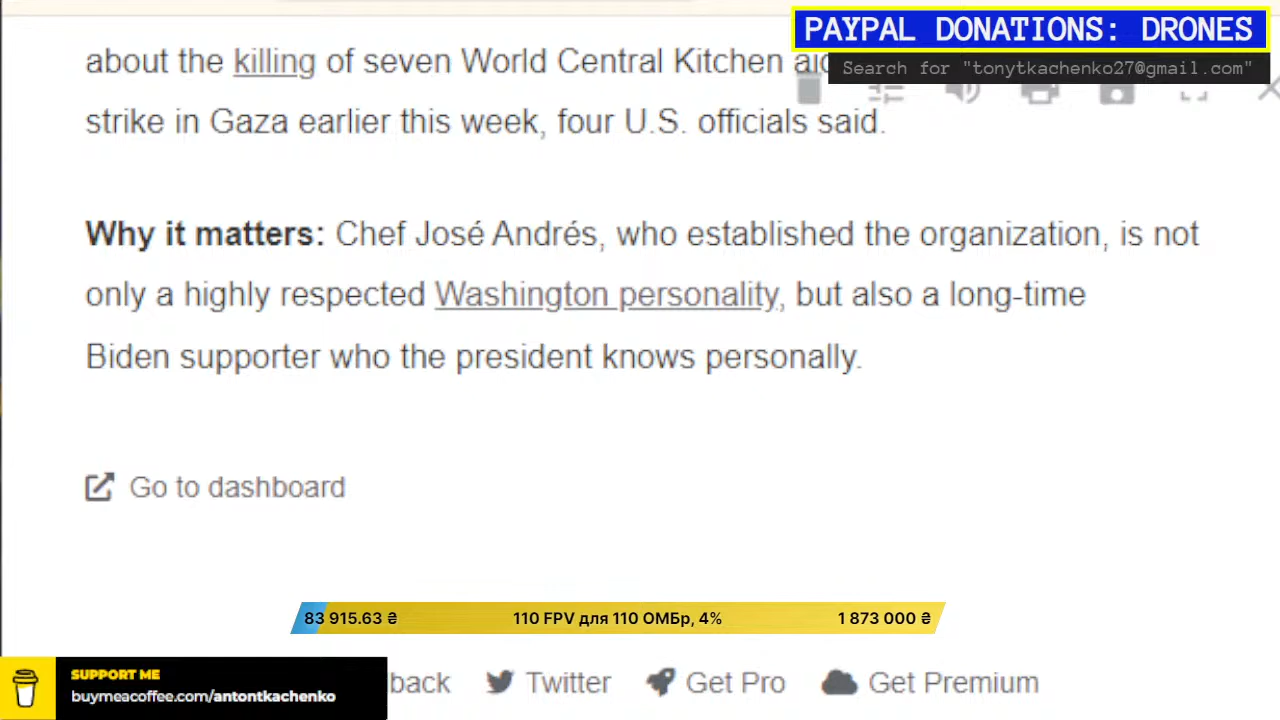 PAYPAL DONATIONS: DRONES
about the killing of seven World Central Kitchen
Search for "tonytkachenko27@gmail.com"
strike in Gaza earlier this week, four U.S. officials said.
Why it matters: Chef José Andrés, who established the organization, is not
only a highly respected Washington personality, but also a long-time
Biden supporter who the president knows personally.
Go to dashboard
83 915.63 ₴ 110 FPV для 110 ОМБр, 4% 1 873 000 ₴
SUPPORT ME
buymeacoffee.com/antontkachenko
back Twitter Get Pro Get Premium